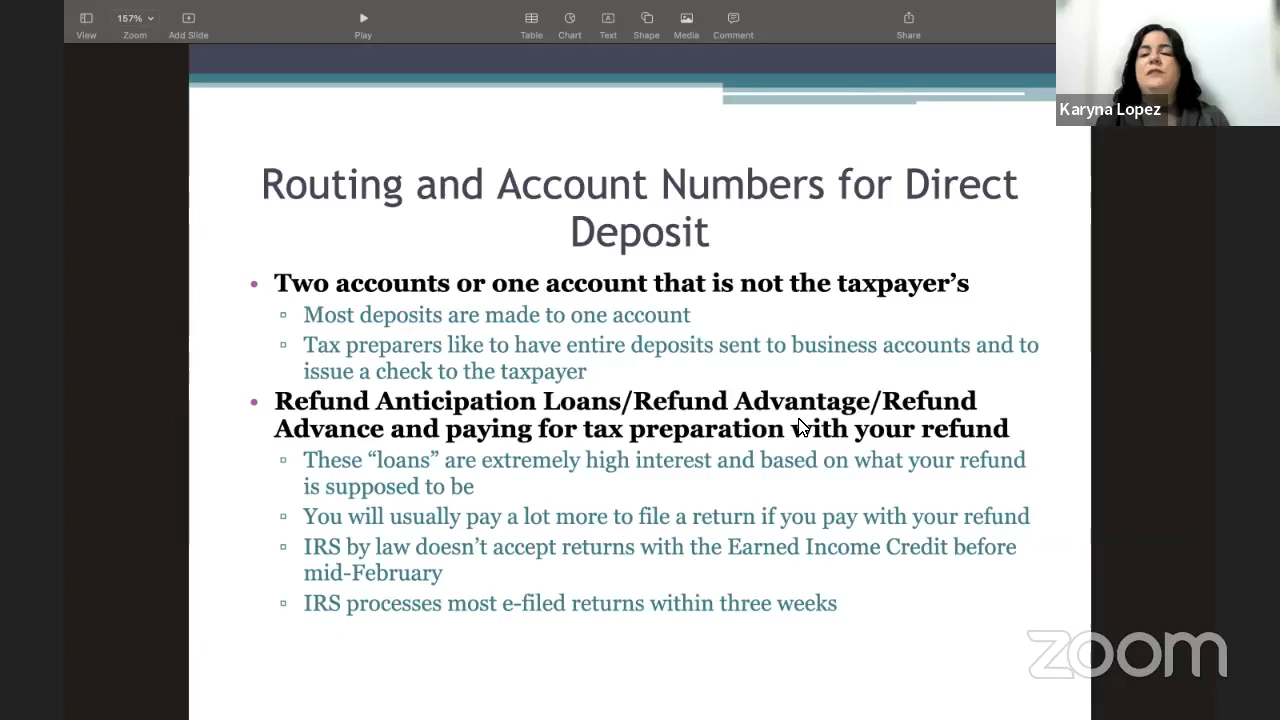 157%
View
Zoom
Add Slide
Play
Table
Chart
Text
Shape
Media
Comment
Share
Karyna Lopez
Routing and Account Numbers for Direct
Deposit
• Two accounts or one account that is not the taxpayer's
▫ Most deposits are made to one account
▫ Tax preparers like to have entire deposits sent to business accounts and to
issue a check to the taxpayer
• Refund Anticipation Loans/Refund Advantage/Refund
Advance and paying for tax preparation with your refund
▫ These “loans” are extremely high interest and based on what your refund
is supposed to be
▫ You will usually pay a lot more to file a return if you pay with your refund
▫ IRS by law doesn't accept returns with the Earned Income Credit before
mid-February
▫ IRS processes most e-filed returns within three weeks
zoom